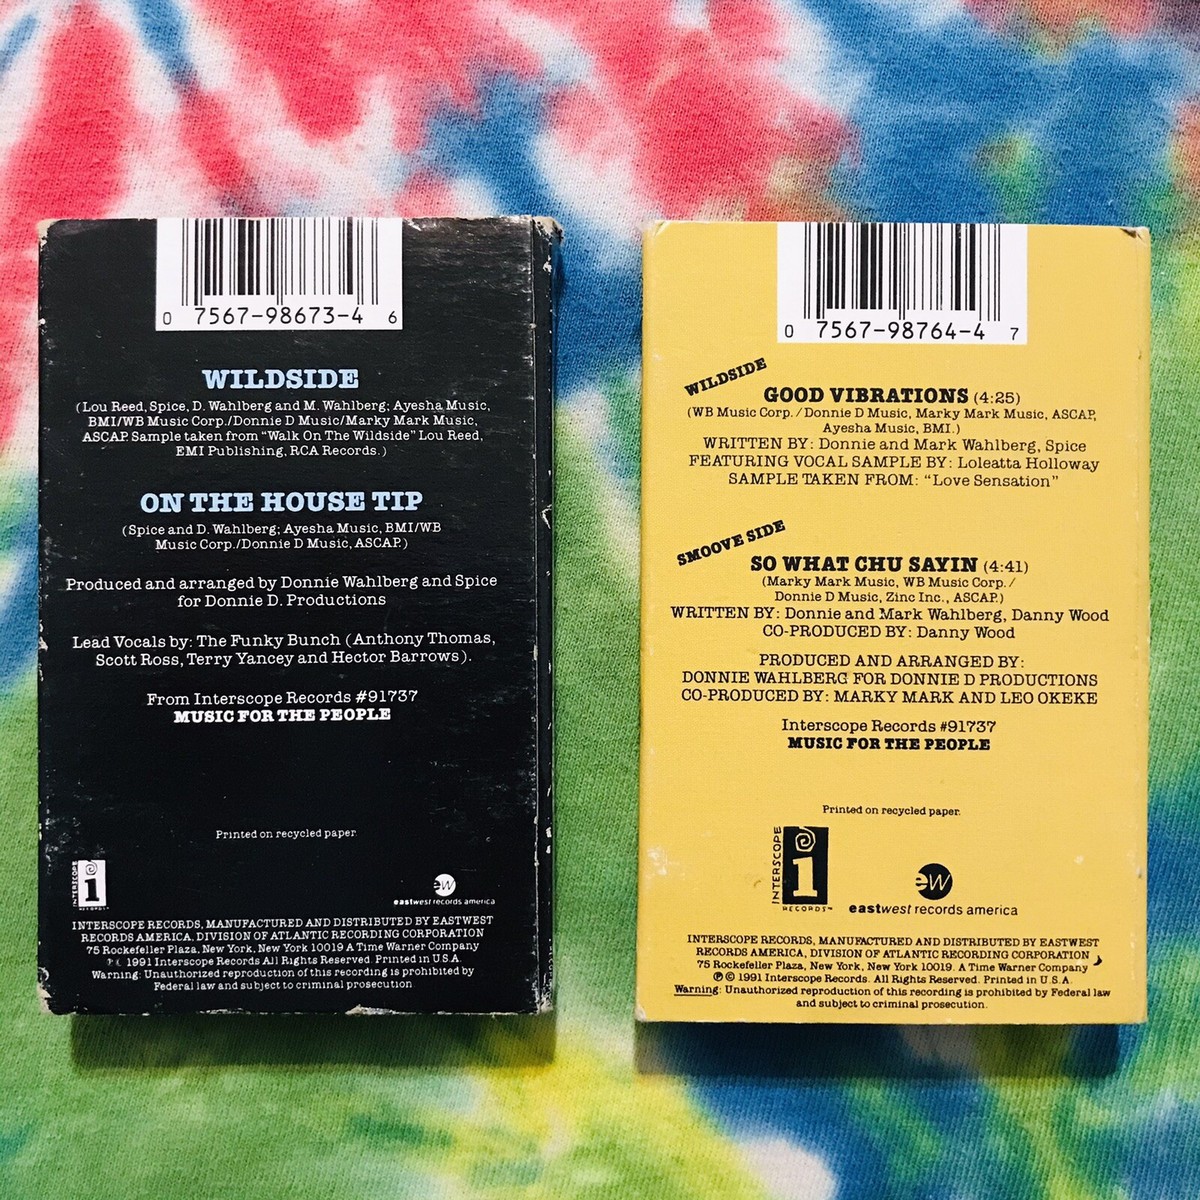 0 7567-98673-4 6
WILDSIDE
(Lou Reed, Spice, D. Wahlberg and M. Wahlberg; Ayesha Music,
BMI/WB Music Corp./Donnie D Music/Marky Mark Music,
ASCAP. Sample taken from "Walk On The Wildside" Lou Reed,
EMI Publishing, RCA Records.)
ON THE HOUSE TIP
(Spice and D. Wahlberg; Ayesha Music, BMI/WB
Music Corp./Donnie D Music, ASCAP.)
Produced and arranged by Donnie Wahlberg and Spice
for Donnie D. Productions
Lead Vocals by: The Funky Bunch (Anthony Thomas,
Scott Ross, Terry Yancey and Hector Barrows).
From Interscope Records #91737
MUSIC FOR THE PEOPLE
Printed on recycled paper.
INTERSCOPE
i
RECORDS
ew
eastwest records america
INTERSCOPE RECORDS, MANUFACTURED AND DISTRIBUTED BY EASTWEST
RECORDS AMERICA, DIVISION OF ATLANTIC RECORDING CORPORATION
75 Rockefeller Plaza, New York, New York 10019 A Time Warner Company
1991 Interscope Records All Rights Reserved. Printed in U.S.A.
Warning: Unauthorized reproduction of this recording is prohibited by
Federal law and subject to criminal prosecution
0 7567-98764-4 7
WILDSIDE
GOOD VIBRATIONS (4:25)
(WB Music Corp./Donnie D Music, Marky Mark Music, ASCAP,
Ayesha Music, BMI.)
WRITTEN BY: Donnie and Mark Wahlberg, Spice
FEATURING VOCAL SAMPLE BY: Loleatta Holloway
SAMPLE TAKEN FROM: "Love Sensation"
SMOOVE SIDE
SO WHAT CHU SAYIN (4:41)
(Marky Mark Music, WB Music Corp./
Donnie D Music, Zinc Inc., ASCAP.)
WRITTEN BY: Donnie and Mark Wahlberg, Danny Wood
CO-PRODUCED BY: Danny Wood
PRODUCED AND ARRANGED BY:
DONNIE WAHLBERG FOR DONNIE D PRODUCTIONS
CO-PRODUCED BY: MARKY MARK AND LEO OKEKE
Interscope Records #91737
MUSIC FOR THE PEOPLE
Printed on recycled paper.
INTERSCOPE
i
RECORDS™
ew
eastwest records america
INTERSCOPE RECORDS, MANUFACTURED AND DISTRIBUTED BY EASTWEST
RECORDS AMERICA, DIVISION OF ATLANTIC RECORDING CORPORATION
75 Rockefeller Plaza, New York, New York 10019. A Time Warner Company
℗ © 1991 Interscope Records. All Rights Reserved. Printed in U.S.A.
Warning: Unauthorized reproduction of this recording is prohibited by Federal law
and subject to criminal prosecution.